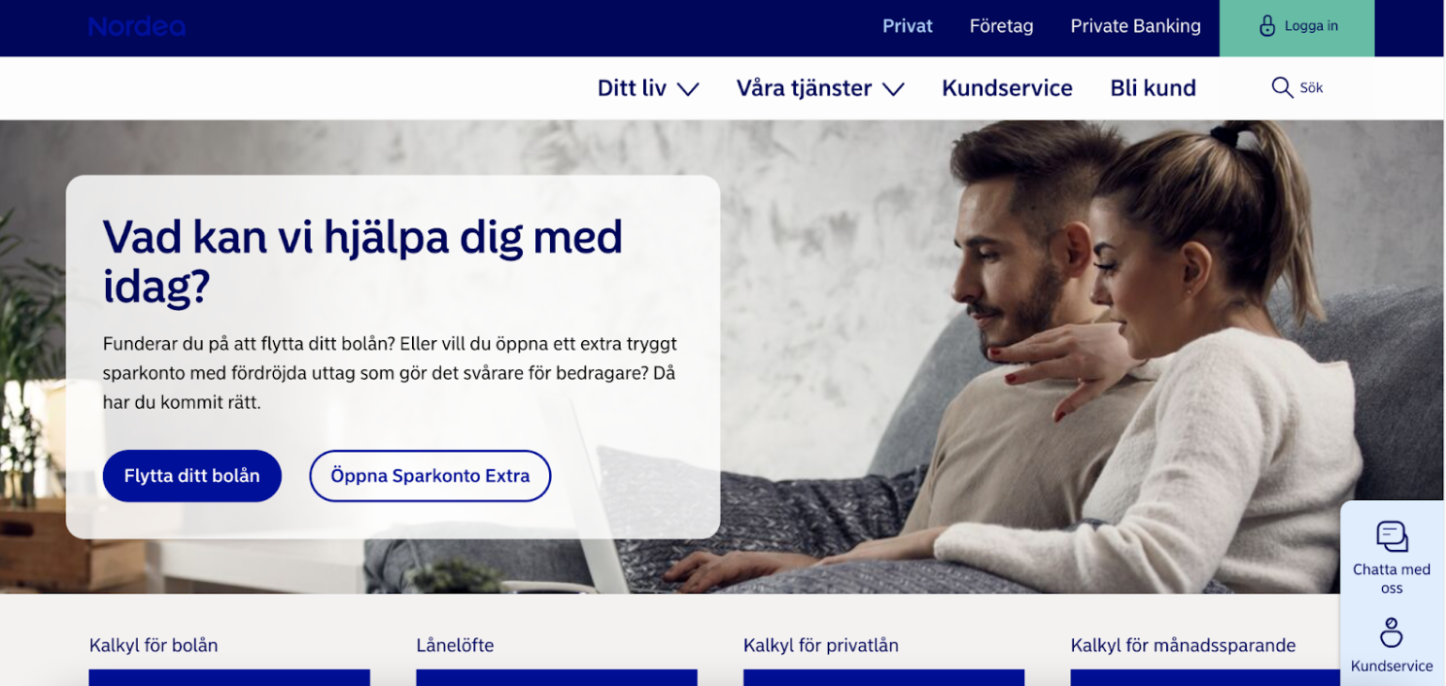 Nordea
Privat
Företag
Private Banking
Logga in
Ditt liv
Våra tjänster
Kundservice
Bli kund
Sök
Vad kan vi hjälpa dig med
idag?
Funderar du på att flytta ditt bolån? Eller vill du öppna ett extra tryggt
sparkonto med fördröjda uttag som gör det svårare för bedragare? Då
har du kommit rätt.
Flytta ditt bolån
Öppna Sparkonto Extra
Chatta med
oss
Kundservice
Kalkyl för bolån
Lånelöfte
Kalkyl för privatlån
Kalkyl för månadssparande